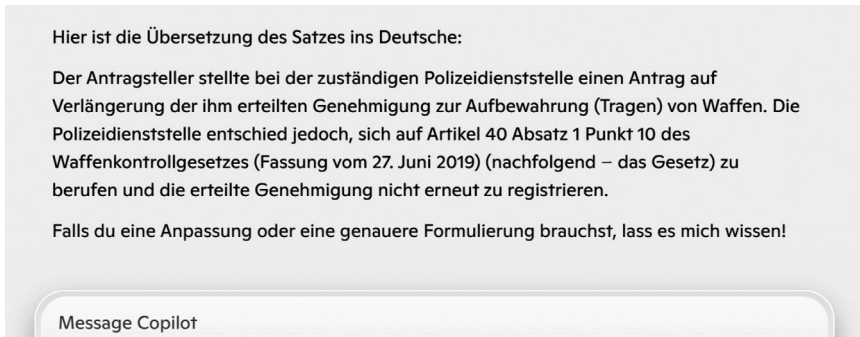 Hier ist die Übersetzung des Satzes ins Deutsche:
Der Antragsteller stellte bei der zuständigen Polizeidienststelle einen Antrag auf
Verlängerung der ihm erteilten Genehmigung zur Aufbewahrung (Tragen) von Waffen. Die
Polizeidienststelle entschied jedoch, sich auf Artikel 40 Absatz 1 Punkt 10 des
Waffenkontrollgesetzes (Fassung vom 27. Juni 2019) (nachfolgend – das Gesetz) zu
berufen und die erteilte Genehmigung nicht erneut zu registrieren.
Falls du eine Anpassung oder eine genauere Formulierung brauchst, lass es mich wissen!
Message Copilot